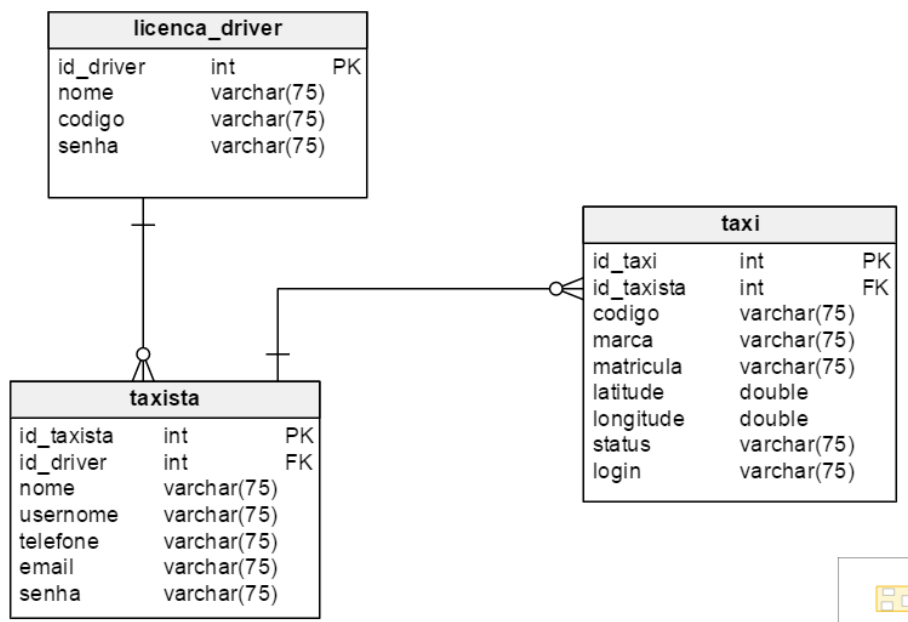 licenca_driver
id_driver int PK
nome varchar(75)
codigo varchar(75)
senha varchar(75)
taxi
id_taxi int PK
id_taxista int FK
codigo varchar(75)
marca varchar(75)
matricula varchar(75)
latitude double
longitude double
status varchar(75)
login varchar(75)
taxista
id_taxista int PK
id_driver int FK
nome varchar(75)
usernome varchar(75)
telefone varchar(75)
email varchar(75)
senha varchar(75)